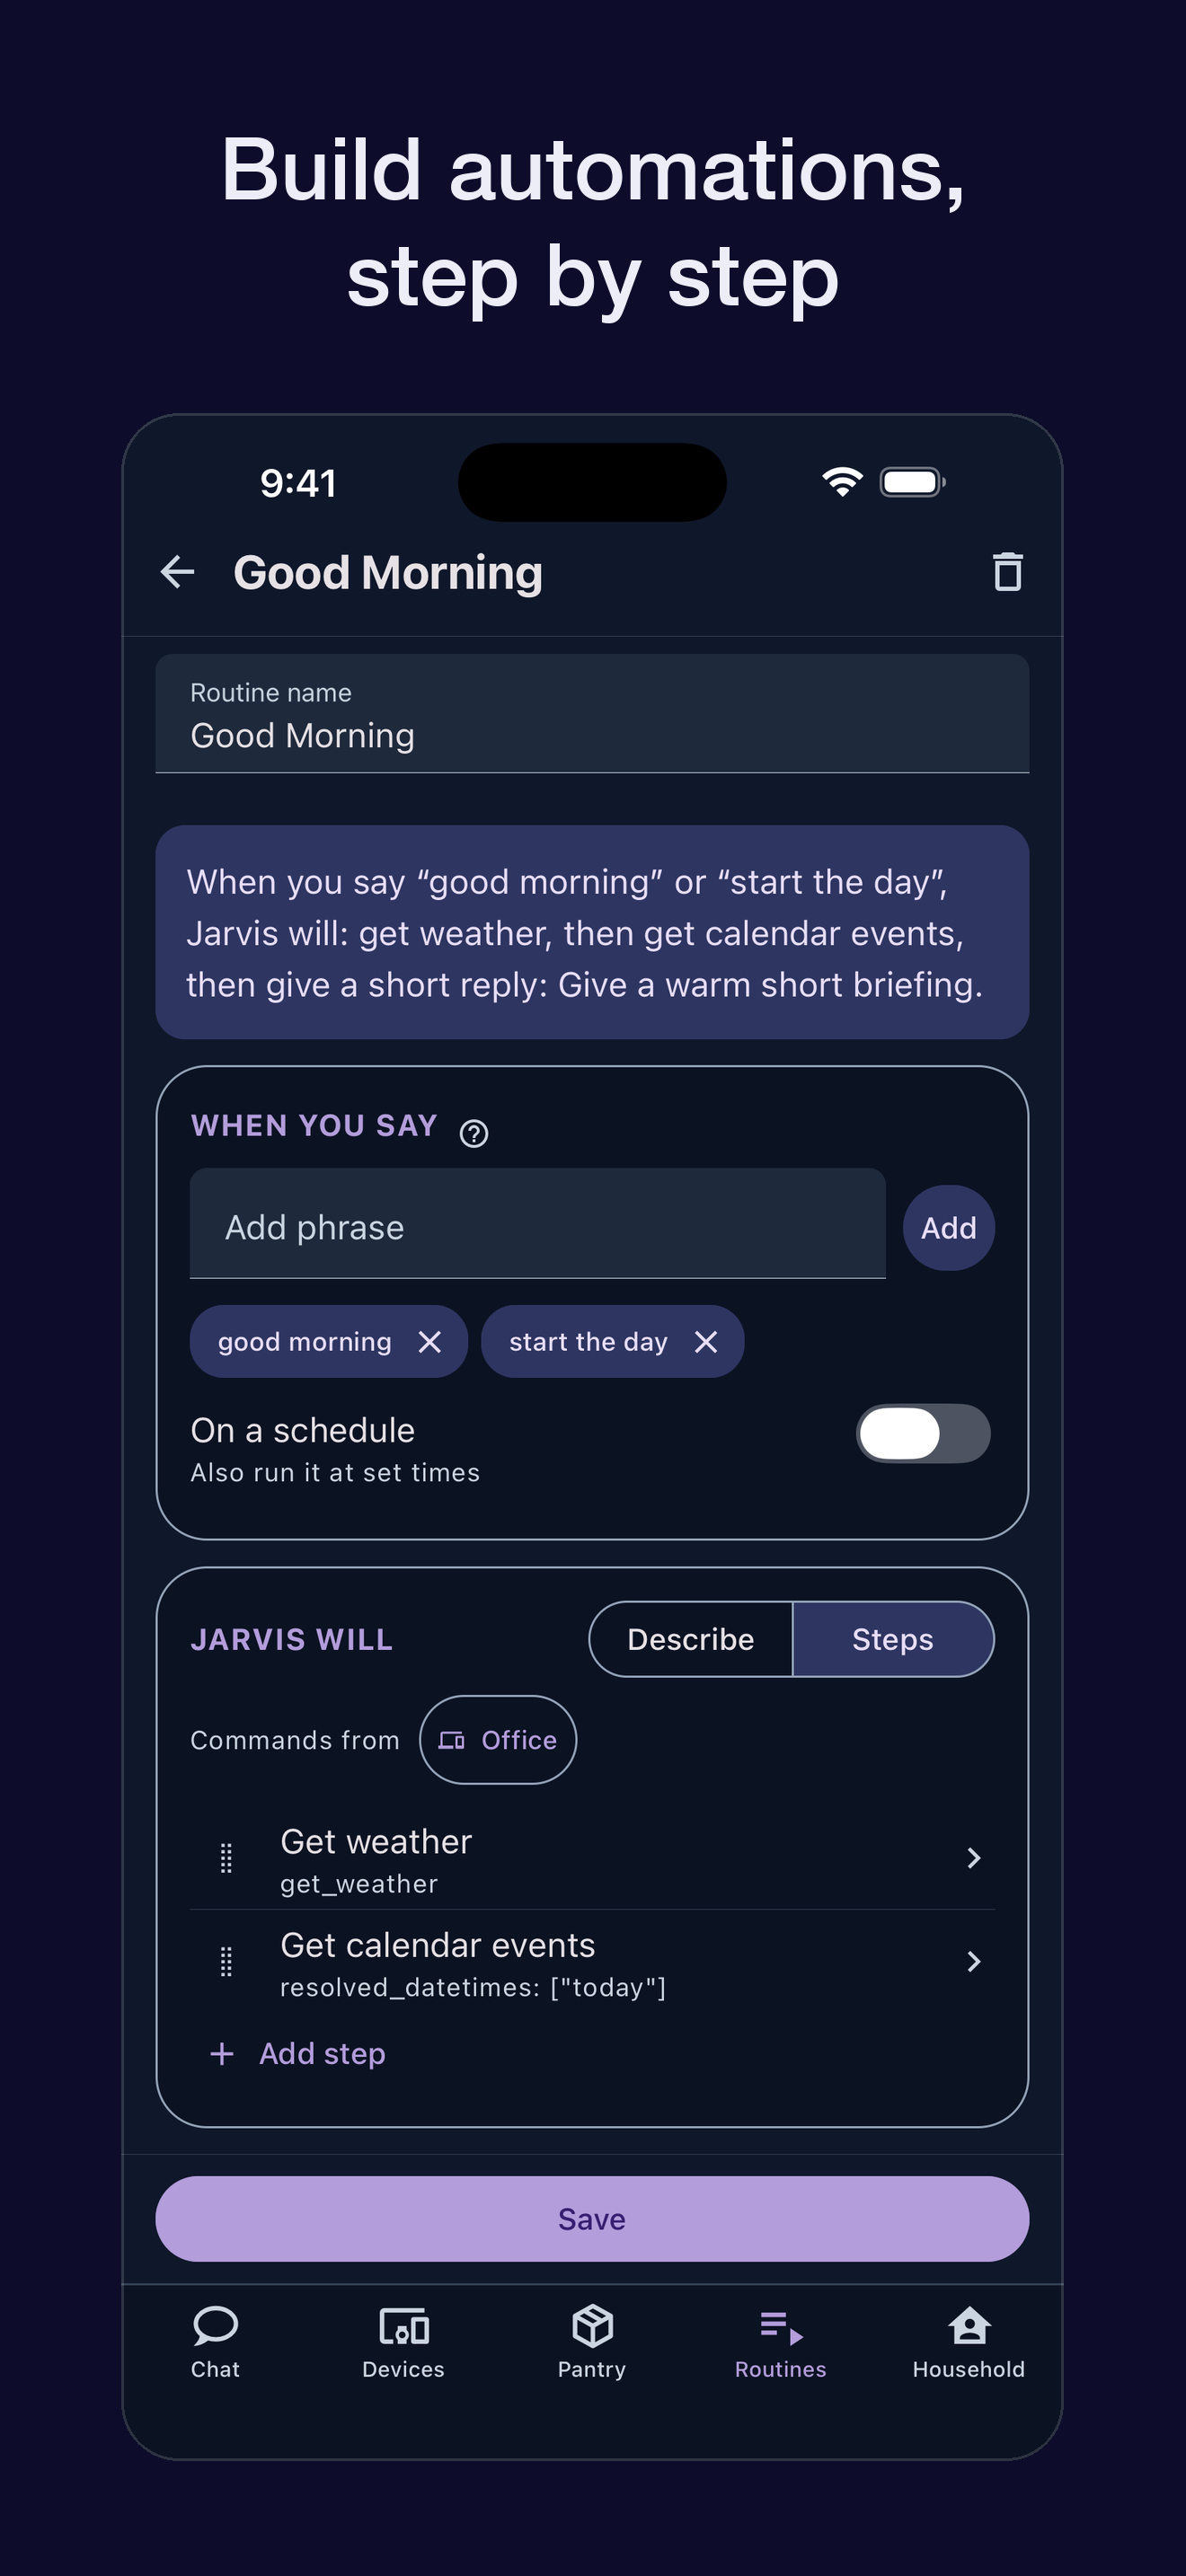 Build automations,
step by step
9:41
Good Morning
Routine name
Good Morning
When you say “good morning” or “start the day”,
Jarvis will: get weather, then get calendar events,
then give a short reply: Give a warm short briefing.
WHEN YOU SAY
Add phrase
Add
good morning
start the day
On a schedule
Also run it at set times
JARVIS WILL
Describe
Steps
Commands from
Office
Get weather
get_weather
Get calendar events
resolved_datetimes: ["today"]
Add step
Save
Chat
Devices
Pantry
Routines
Household